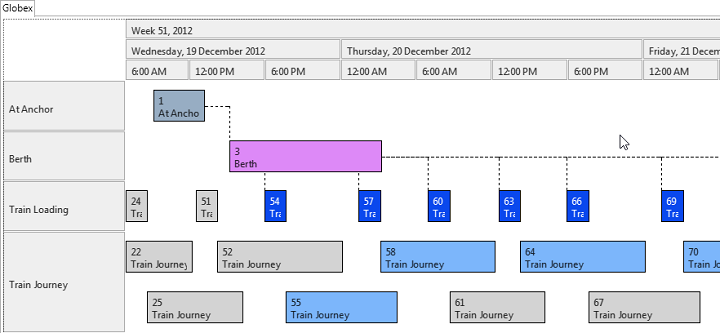 Globex
Week 51, 2012
Wednesday, 19 December 2012 Thursday, 20 December 2012 Friday, 21 Decem
6:00 AM 12:00 PM 6:00 PM 12:00 AM 6:00 AM 12:00 PM 6:00 PM 12:00 AM
At Anchor
1
At Ancho
Berth
3
Berth
Train Loading
24 51 54 57 60 63 66 69
Tra Tra Tra Tra Tra Tra Tra Tra
Train Journey
22 52 58 64 70
Train Journey Train Journey Train Journey Train Journey Train Jo
25 55 61 67
Train Journey Train Journey Train Journey Train Journey